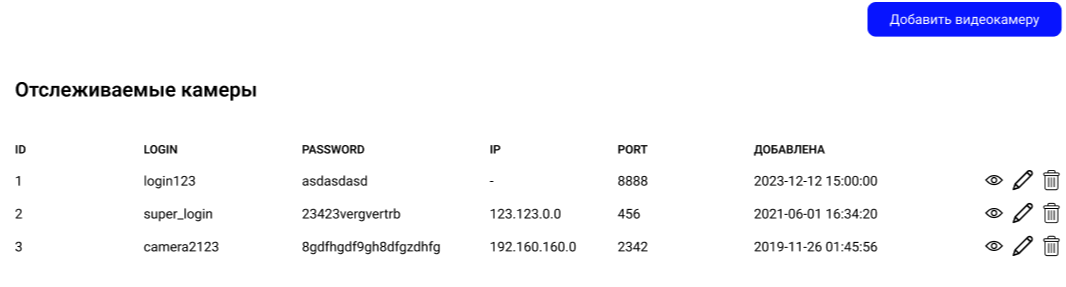 Добавить видеокамеру
Отслеживаемые камеры
ID LOGIN PASSWORD IP PORT ДОБАВЛЕНА
1 login123 asdasdasd - 8888 2023-12-12 15:00:00
2 super_login 23423vergvertrb 123.123.0.0 456 2021-06-01 16:34:20
3 camera2123 8gdfhgdf9gh8dfgzdhfg 192.160.160.0 2342 2019-11-26 01:45:56